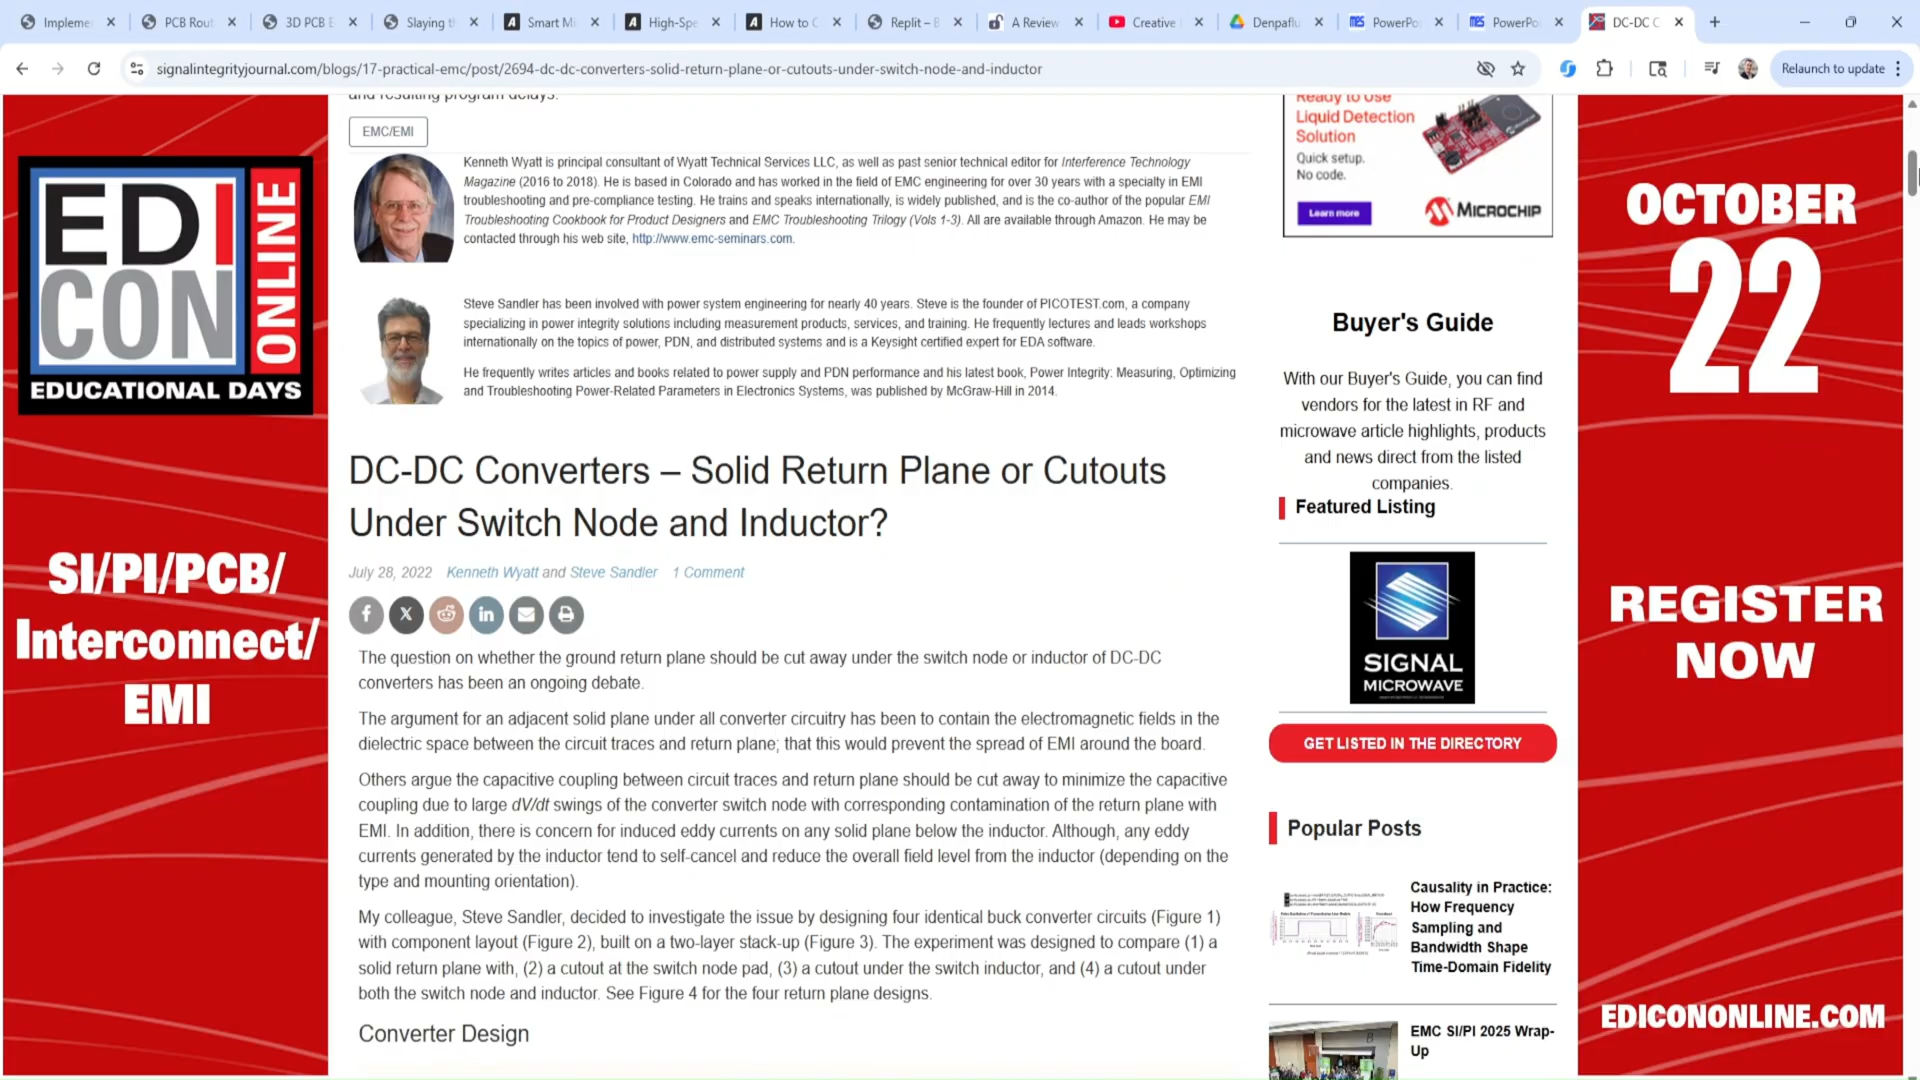 Impleme
PCB Rout
3D PCB E
Slaying t
Smart Mi
High-Spe
How to C
Replit – B
A Review
Creative
Denpaflu
PowerPo
PowerPo
DC-DC C
signalintegrityjournal.com/blogs/17-practical-emc/post/2694-dc-dc-converters-solid-return-plane-or-cutouts-under-switch-node-and-inductor
Relaunch to update
EDI
CON
ONLINE
EDUCATIONAL DAYS
SI/PI/PCB/
Interconnect/
EMI
and resulting program delays.
EMC/EMI
Kenneth Wyatt is principal consultant of Wyatt Technical Services LLC, as well as past senior technical editor for Interference Technology
Magazine (2016 to 2018). He is based in Colorado and has worked in the field of EMC engineering for over 30 years with a specialty in EMI
troubleshooting and pre-compliance testing. He trains and speaks internationally, is widely published, and is the co-author of the popular EMI
Troubleshooting Cookbook for Product Designers and EMC Troubleshooting Trilogy (Vols 1-3). All are available through Amazon. He may be
contacted through his web site, http://www.emc-seminars.com.
Steve Sandler has been involved with power system engineering for nearly 40 years. Steve is the founder of PICOTEST.com, a company
specializing in power integrity solutions including measurement products, services, and training. He frequently lectures and leads workshops
internationally on the topics of power, PDN, and distributed systems and is a Keysight certified expert for EDA software.
He frequently writes articles and books related to power supply and PDN performance and his latest book, Power Integrity: Measuring, Optimizing
and Troubleshooting Power-Related Parameters in Electronics Systems, was published by McGraw-Hill in 2014.
DC-DC Converters – Solid Return Plane or Cutouts
Under Switch Node and Inductor?
July 28, 2022 Kenneth Wyatt and Steve Sandler 1 Comment
The question on whether the ground return plane should be cut away under the switch node or inductor of DC-DC
converters has been an ongoing debate.
The argument for an adjacent solid plane under all converter circuitry has been to contain the electromagnetic fields in the
dielectric space between the circuit traces and return plane; that this would prevent the spread of EMI around the board.
Others argue the capacitive coupling between circuit traces and return plane should be cut away to minimize the capacitive
coupling due to large dV/dt swings of the converter switch node with corresponding contamination of the return plane with
EMI. In addition, there is concern for induced eddy currents on any solid plane below the inductor. Although, any eddy
currents generated by the inductor tend to self-cancel and reduce the overall field level from the inductor (depending on the
type and mounting orientation).
My colleague, Steve Sandler, decided to investigate the issue by designing four identical buck converter circuits (Figure 1)
with component layout (Figure 2), built on a two-layer stack-up (Figure 3). The experiment was designed to compare (1) a
solid return plane with, (2) a cutout at the switch node pad, (3) a cutout under the switch inductor, and (4) a cutout under
both the switch node and inductor. See Figure 4 for the four return plane designs.
Converter Design
Ready to Use
Liquid Detection
Solution
Quick setup.
No code.
Learn more
MICROCHIP
Buyer's Guide
With our Buyer's Guide, you can find
vendors for the latest in RF and
microwave article highlights, products
and news direct from the listed
companies.
Featured Listing
SIGNAL
MICROWAVE
GET LISTED IN THE DIRECTORY
Popular Posts
Causality in Practice:
How Frequency
Sampling and
Bandwidth Shape
Time-Domain Fidelity
EMC SI/PI 2025 Wrap-
Up
OCTOBER
22
REGISTER
NOW
EDICONONLINE.COM